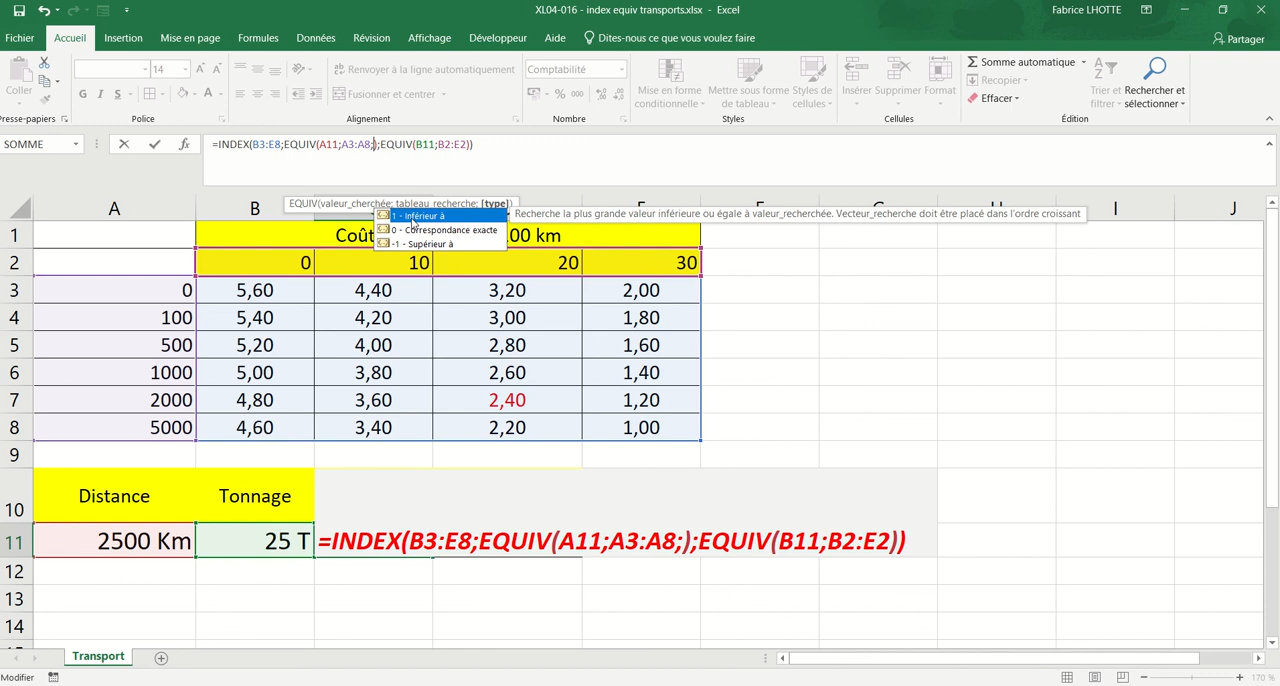 XL04-016 - index equiv transports.xlsx - Excel
Fabrice LHOTTE
Fichier Accueil Insertion Mise en page Formules Données Révision Affichage Développeur Aide Dites-nous ce que vous voulez faire Partager
Coller
Presse-papiers
14
G I S A
Police
Renvoyer à la ligne automatiquement
Fusionner et centrer
Alignement
Comptabilité
% 000
Nombre
Mise en forme conditionnelle
Mettre sous forme de tableau
Styles de cellules
Styles
Insérer Supprimer Format
Cellules
Somme automatique
Recopier
Effacer
Trier et filtrer
Rechercher et sélectionner
Édition
SOMME
fx
=INDEX(B3:E8;EQUIV(A11;A3:A8;);EQUIV(B11;B2:E2))
EQUIV(valeur_cherchée; tableau_recherche; [type])
1 - Inférieur à
0 - Correspondance exacte
-1 - Supérieur à
Recherche la plus grande valeur inférieure ou égale à valeur_recherchée. Vecteur_recherche doit être placé dans l'ordre croissant
A B I J
1 Coût 00 km
2 0 10 20 30
3 0 5,60 4,40 3,20 2,00
4 100 5,40 4,20 3,00 1,80
5 500 5,20 4,00 2,80 1,60
6 1000 5,00 3,80 2,60 1,40
7 2000 4,80 3,60 2,40 1,20
8 5000 4,60 3,40 2,20 1,00
9
10 Distance Tonnage
11 2500 Km 25 T =INDEX(B3:E8;EQUIV(A11;A3:A8;);EQUIV(B11;B2:E2))
12
13
14
Transport
Modifier
170 %